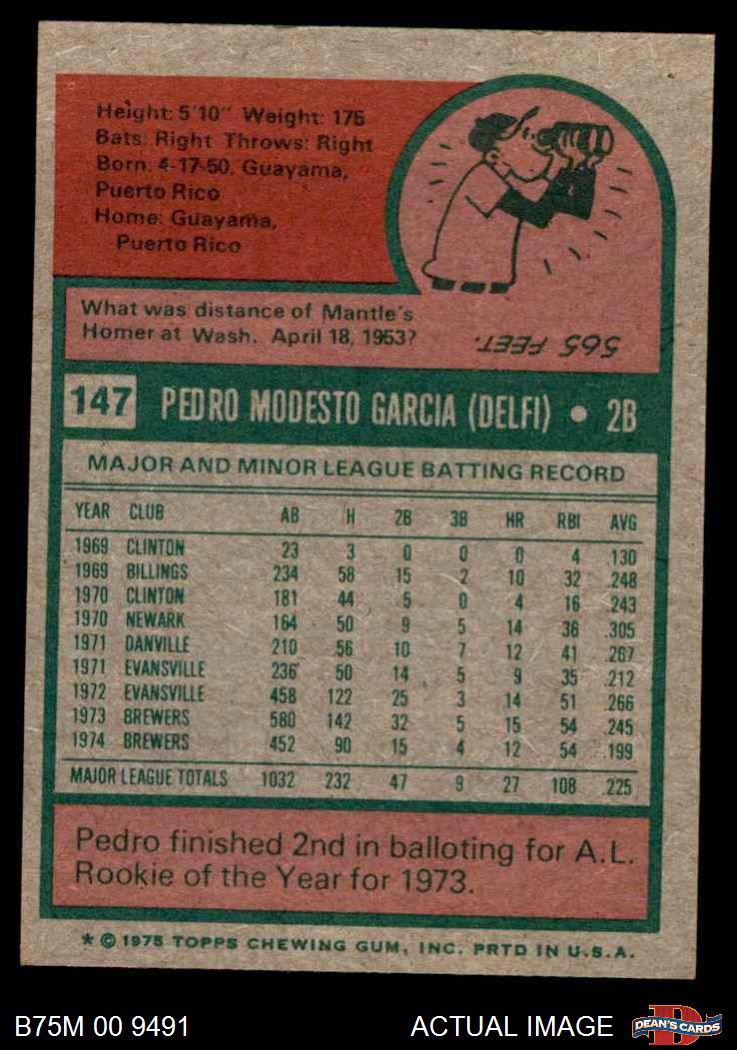 Height: 5'10" Weight: 175
Bats: Right Throws: Right
Born: 4-17-50, Guayama,
Puerto Rico
Home: Guayama,
Puerto Rico
What was distance of Mantle's
Homer at Wash. April 18, 1953?
565 FEET.
147 PEDRO MODESTO GARCIA (DELFI) • 2B
MAJOR AND MINOR LEAGUE BATTING RECORD
YEAR CLUB AB H 2B 3B HR RBI AVG
1969 CLINTON 23 3 0 0 0 4 .130
1969 BILLINGS 234 58 15 2 10 32 .248
1970 CLINTON 181 44 5 0 4 16 .243
1970 NEWARK 164 50 9 5 14 36 .305
1971 DANVILLE 210 56 10 7 12 41 .267
1971 EVANSVILLE 236 50 14 5 9 35 .212
1972 EVANSVILLE 458 122 25 3 14 51 .266
1973 BREWERS 580 142 32 5 15 54 .245
1974 BREWERS 452 90 15 4 12 54 .199
MAJOR LEAGUE TOTALS 1032 232 47 9 27 108 .225
Pedro finished 2nd in balloting for A.L.
Rookie of the Year for 1973.
* © 1975 TOPPS CHEWING GUM, INC. PRTD IN U.S.A.
B75M 00 9491 ACTUAL IMAGE DEAN'S CARDS